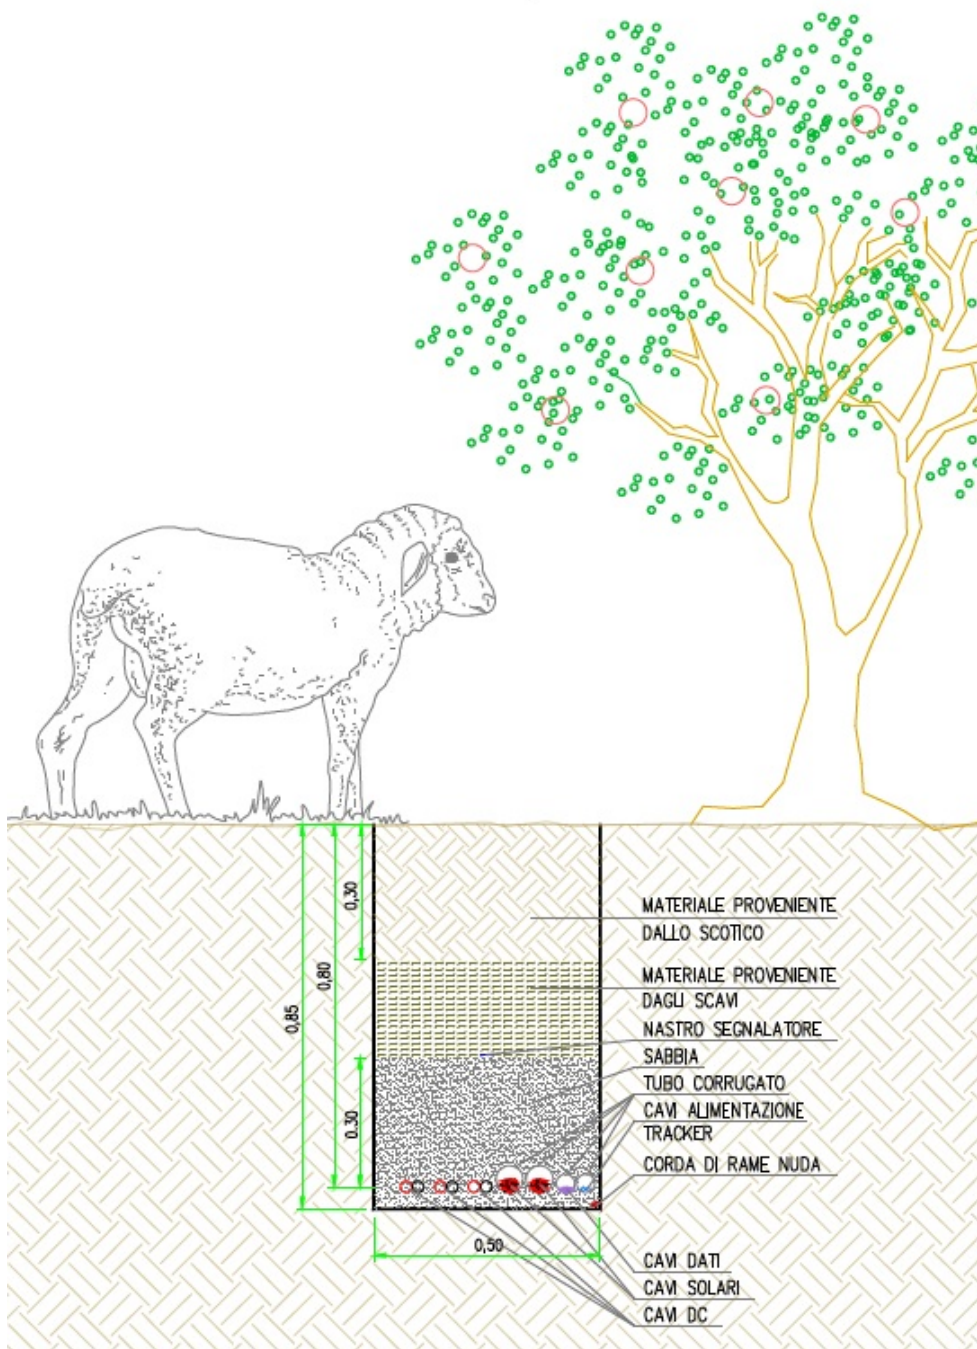 0,30
0,80
0,85
0.30
0,50
MATERIALE PROVENIENTE
DALLO SCOTICO
MATERIALE PROVENIENTE
DAGLI SCAVI
NASTRO SEGNALATORE
SABBIA
TUBO CORRUGATO
CAVI ALIMENTAZIONE
TRACKER
CORDA DI RAME NUDA
CAVI DATI
CAVI SOLARI
CAVI DC